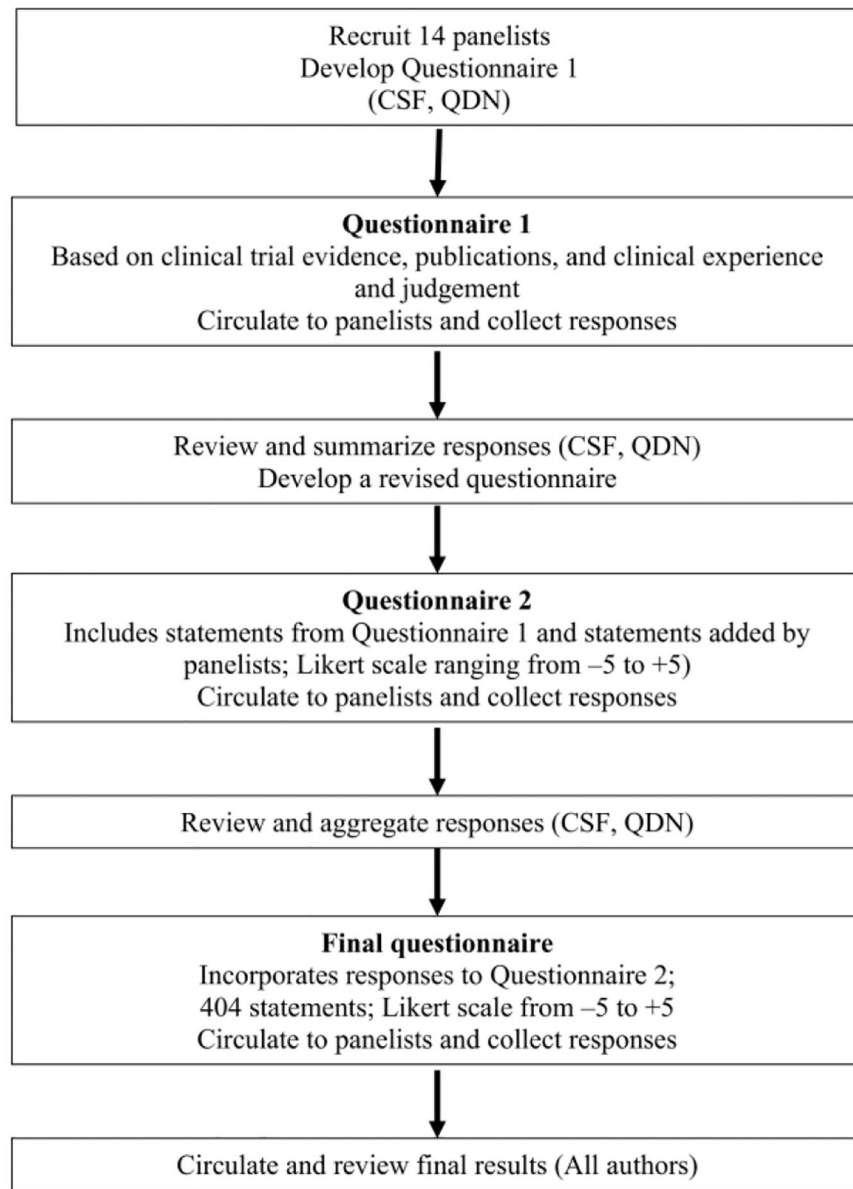 Recruit 14 panelists
Develop Questionnaire 1
(CSF, QDN)
Questionnaire 1
Based on clinical trial evidence, publications, and clinical experience
and judgement
Circulate to panelists and collect responses
Review and summarize responses (CSF, QDN)
Develop a revised questionnaire
Questionnaire 2
Includes statements from Questionnaire 1 and statements added by
panelists; Likert scale ranging from –5 to +5)
Circulate to panelists and collect responses
Review and aggregate responses (CSF, QDN)
Final questionnaire
Incorporates responses to Questionnaire 2;
404 statements; Likert scale from –5 to +5
Circulate to panelists and collect responses
Circulate and review final results (All authors)